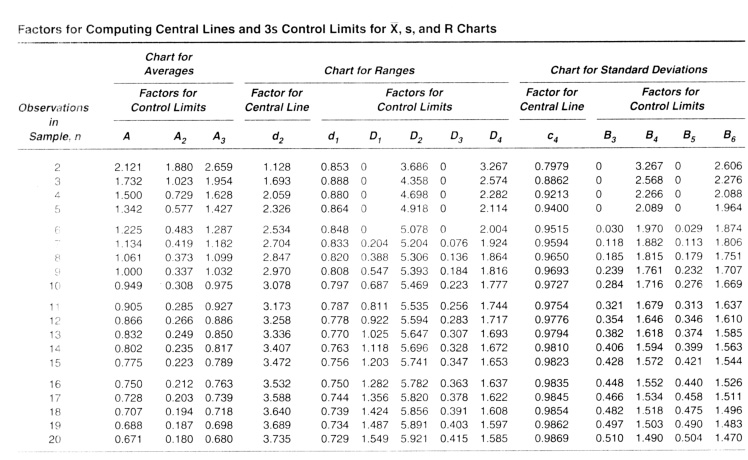 Factors for Computing Central Lines and 3s Control Limits for X̄, s, and R Charts
Chart for Averages Chart for Ranges Chart for Standard Deviations
Factors for Control Limits Factor for Central Line Factors for Control Limits Factor for Central Line Factors for Control Limits
Observations in Sample, n A A2 A3 d2 d1 D1 D2 D3 D4 c4 B3 B4 B5 B6
2 2.121 1.880 2.659 1.128 0.853 0 3.686 0 3.267 0.7979 0 3.267 0 2.606
3 1.732 1.023 1.954 1.693 0.888 0 4.358 0 2.574 0.8862 0 2.568 0 2.276
4 1.500 0.729 1.628 2.059 0.880 0 4.698 0 2.282 0.9213 0 2.266 0 2.088
5 1.342 0.577 1.427 2.326 0.864 0 4.918 0 2.114 0.9400 0 2.089 0 1.964
6 1.225 0.483 1.287 2.534 0.848 0 5.078 0 2.004 0.9515 0.030 1.970 0.029 1.874
7 1.134 0.419 1.182 2.704 0.833 0.204 5.204 0.076 1.924 0.9594 0.118 1.882 0.113 1.806
8 1.061 0.373 1.099 2.847 0.820 0.388 5.306 0.136 1.864 0.9650 0.185 1.815 0.179 1.751
9 1.000 0.337 1.032 2.970 0.808 0.547 5.393 0.184 1.816 0.9693 0.239 1.761 0.232 1.707
10 0.949 0.308 0.975 3.078 0.797 0.687 5.469 0.223 1.777 0.9727 0.284 1.716 0.276 1.669
11 0.905 0.285 0.927 3.173 0.787 0.811 5.535 0.256 1.744 0.9754 0.321 1.679 0.313 1.637
12 0.866 0.266 0.886 3.258 0.778 0.922 5.594 0.283 1.717 0.9776 0.354 1.646 0.346 1.610
13 0.832 0.249 0.850 3.336 0.770 1.025 5.647 0.307 1.693 0.9794 0.382 1.618 0.374 1.585
14 0.802 0.235 0.817 3.407 0.763 1.118 5.696 0.328 1.672 0.9810 0.406 1.594 0.399 1.563
15 0.775 0.223 0.789 3.472 0.756 1.203 5.741 0.347 1.653 0.9823 0.428 1.572 0.421 1.544
16 0.750 0.212 0.763 3.532 0.750 1.282 5.782 0.363 1.637 0.9835 0.448 1.552 0.440 1.526
17 0.728 0.203 0.739 3.588 0.744 1.356 5.820 0.378 1.622 0.9845 0.466 1.534 0.458 1.511
18 0.707 0.194 0.718 3.640 0.739 1.424 5.856 0.391 1.608 0.9854 0.482 1.518 0.475 1.496
19 0.688 0.187 0.698 3.689 0.734 1.487 5.891 0.403 1.597 0.9862 0.497 1.503 0.490 1.483
20 0.671 0.180 0.680 3.735 0.729 1.549 5.921 0.415 1.585 0.9869 0.510 1.490 0.504 1.470